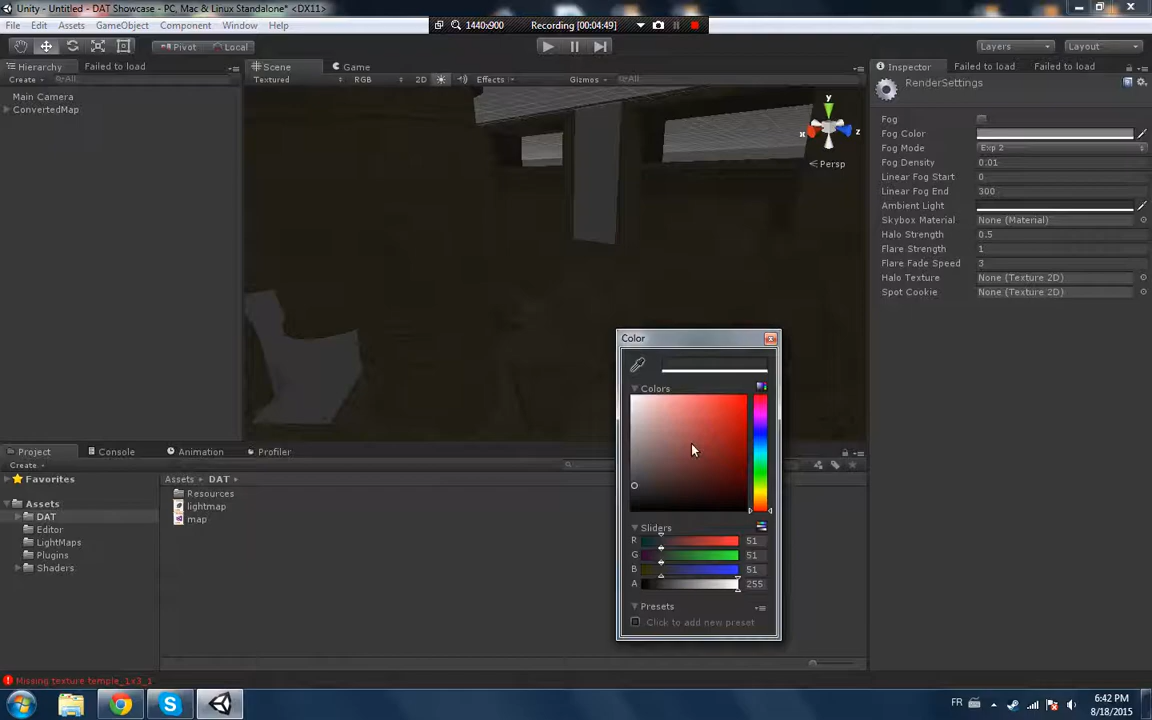 Unity - Untitled - DAT Showcase - PC, Mac & Linux Standalone* <DX11>
File Edit Assets GameObject Component Window Help
1440x900 Recording [00:04:49]
Pivot Local Layers Layout
Hierarchy Failed to load Scene Game Inspector Failed to load Failed to load
Create All Textured RGB 2D Effects Gizmos All
RenderSettings
Main Camera
ConvertedMap
y
x
z
Persp
Fog
Fog Color
Fog Mode Exp 2
Fog Density 0.01
Linear Fog Start 0
Linear Fog End 300
Ambient Light
Skybox Material None (Material)
Halo Strength 0.5
Flare Strength 1
Flare Fade Speed 3
Halo Texture None (Texture 2D)
Spot Cookie None (Texture 2D)
Color
Colors
Sliders
R 51
G 51
B 51
A 255
Presets
Click to add new preset
Project Console Animation Profiler
Create
Favorites
Assets
DAT
Editor
LightMaps
Plugins
Shaders
Assets DAT
Resources
lightmap
map
Missing texture temple_1x3_1
FR
6:42 PM
8/18/2015